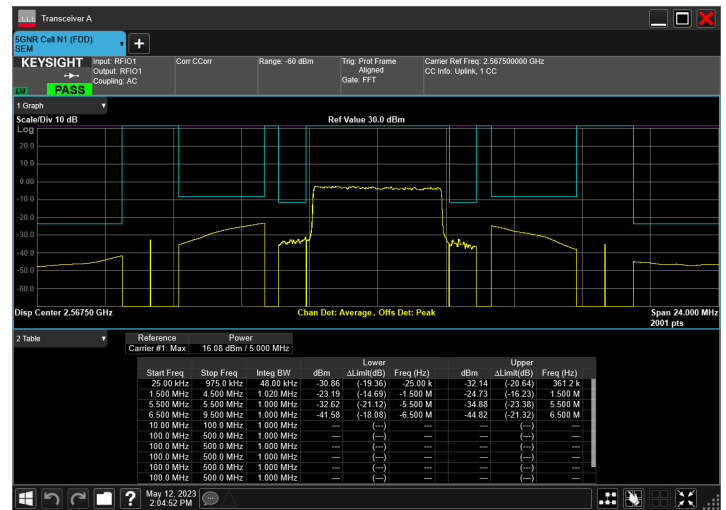 Transceiver A
5GNR Cell N1 (FDD)
SEM
KEYSIGHT
LXI PASS
Input: RFIO1
Output: RFIO1
Coupling: AC
Corr CCorr
Range: -60 dBm
Trig: Prot Frame
Aligned
Gate: FFT
Carrier Ref Freq: 2.567500000 GHz
CC Info: Uplink, 1 CC
1 Graph
Scale/Div 10 dB Ref Value 30.0 dBm
Log
20.0
10.0
0.00
-10.0
-20.0
-30.0
-40.0
-50.0
-60.0
Disp Center 2.56750 GHz Chan Det: Average , Offs Det: Peak Span 24.000 MHz
2001 pts
2 Table
Reference Power
Carrier #1: Max 16.08 dBm / 5.000 MHz
Lower Upper
Start Freq Stop Freq Integ BW dBm ΔLimit(dB) Freq (Hz) dBm ΔLimit(dB) Freq (Hz)
25.00 kHz 975.0 kHz 48.00 kHz -30.86 (-19.36) -25.00 k -32.14 (-20.64) 361.2 k
1.500 MHz 4.500 MHz 1.020 MHz -23.19 (-14.69) -1.500 M -24.73 (-16.23) 1.500 M
5.500 MHz 5.500 MHz 1.000 MHz -32.62 (-21.12) -5.500 M -34.88 (-23.38) 5.500 M
6.500 MHz 9.500 MHz 1.000 MHz -41.58 (-18.08) -6.500 M -44.82 (-21.32) 6.500 M
10.00 MHz 100.0 MHz 1.000 MHz --- (---) --- --- (---) ---
100.0 MHz 500.0 MHz 1.000 MHz --- (---) --- --- (---) ---
100.0 MHz 500.0 MHz 1.000 MHz --- (---) --- --- (---) ---
100.0 MHz 500.0 MHz 1.000 MHz --- (---) --- --- (---) ---
100.0 MHz 500.0 MHz 1.000 MHz --- (---) --- --- (---) ---
100.0 MHz 500.0 MHz 1.000 MHz --- (---) --- --- (---) ---
May 12, 2023
2:04:52 PM